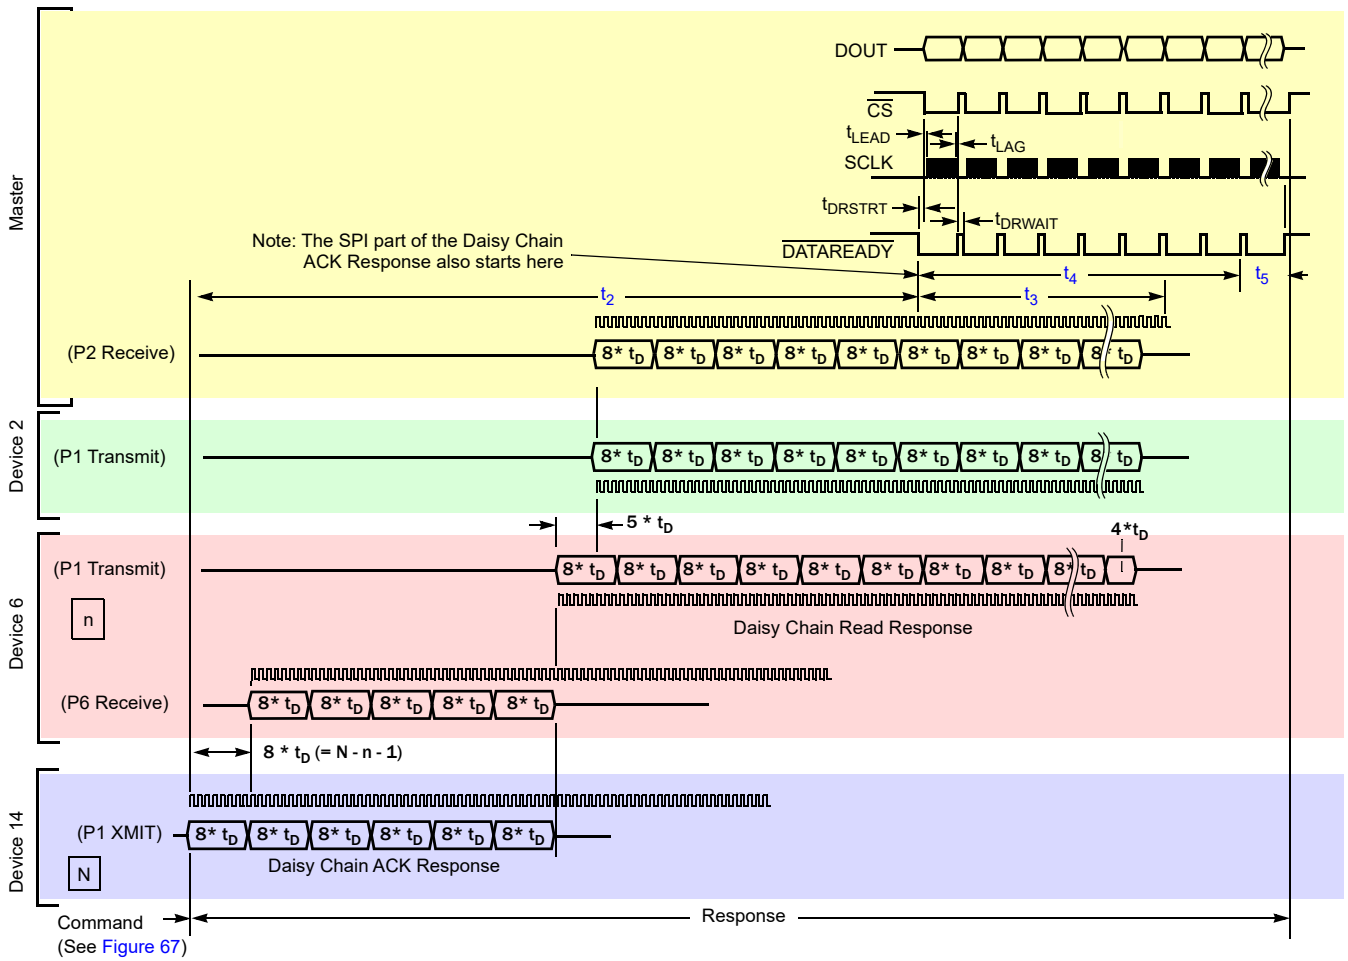 Master
DOUT
CS
tLEAD
tLAG
SCLK
tDRSTRT
tDRWAIT
DATAREADY
Note: The SPI part of the Daisy Chain
ACK Response also starts here
t4
t5
t2
t3
(P2 Receive)
8* tD 8* tD 8* tD 8* tD 8* tD 8* tD 8* tD 8* tD 8* tD
Device 2
(P1 Transmit)
8* tD 8* tD 8* tD 8* tD 8* tD 8* tD 8* tD 8* tD 8 tD
5 * tD
4*tD
Device 6
(P1 Transmit)
8* tD 8* tD 8* tD 8* tD 8* tD 8* tD 8* tD 8* tD 8* tD
n
Daisy Chain Read Response
(P6 Receive)
8* tD 8* tD 8* tD 8* tD 8* tD
8 * tD (= N - n - 1)
Device 14
(P1 XMIT)
8* tD 8* tD 8* tD 8* tD 8* tD 8* tD
N
Daisy Chain ACK Response
Command
(See Figure 67)
Response